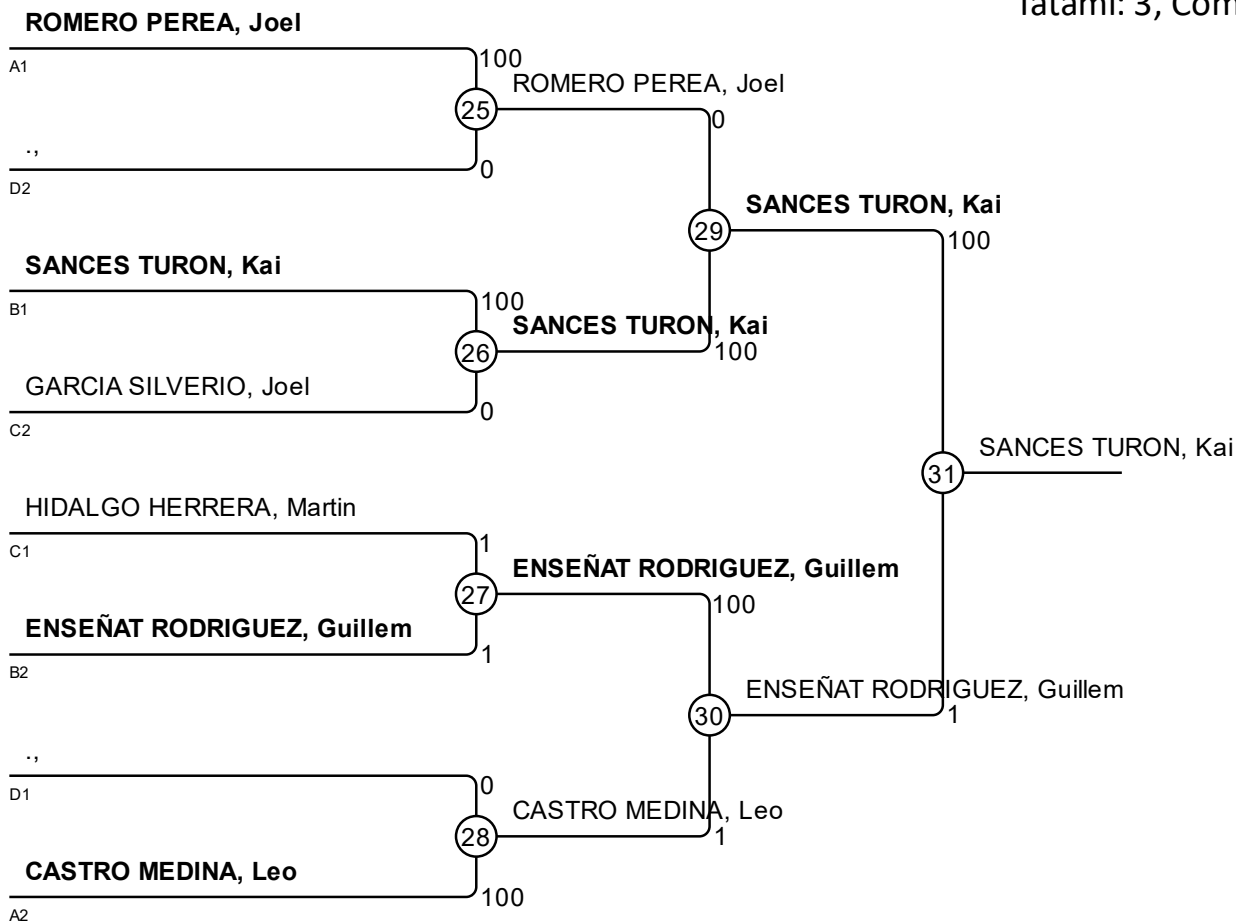 Tatami: 3, Com
ROMERO PEREA, Joel
A1
100
ROMERO PEREA, Joel
25
0
.,
0
D2
SANCES TURON, Kai
29
100
SANCES TURON, Kai
B1
100
SANCES TURON, Kai
26
100
GARCIA SILVERIO, Joel
0
C2
SANCES TURON, Kai
31
HIDALGO HERRERA, Martin
C1
1
ENSEÑAT RODRIGUEZ, Guillem
27
100
ENSEÑAT RODRIGUEZ, Guillem
1
B2
ENSEÑAT RODRIGUEZ, Guillem
30
1
.,
D1
0
CASTRO MEDINA, Leo
28
1
CASTRO MEDINA, Leo
100
A2